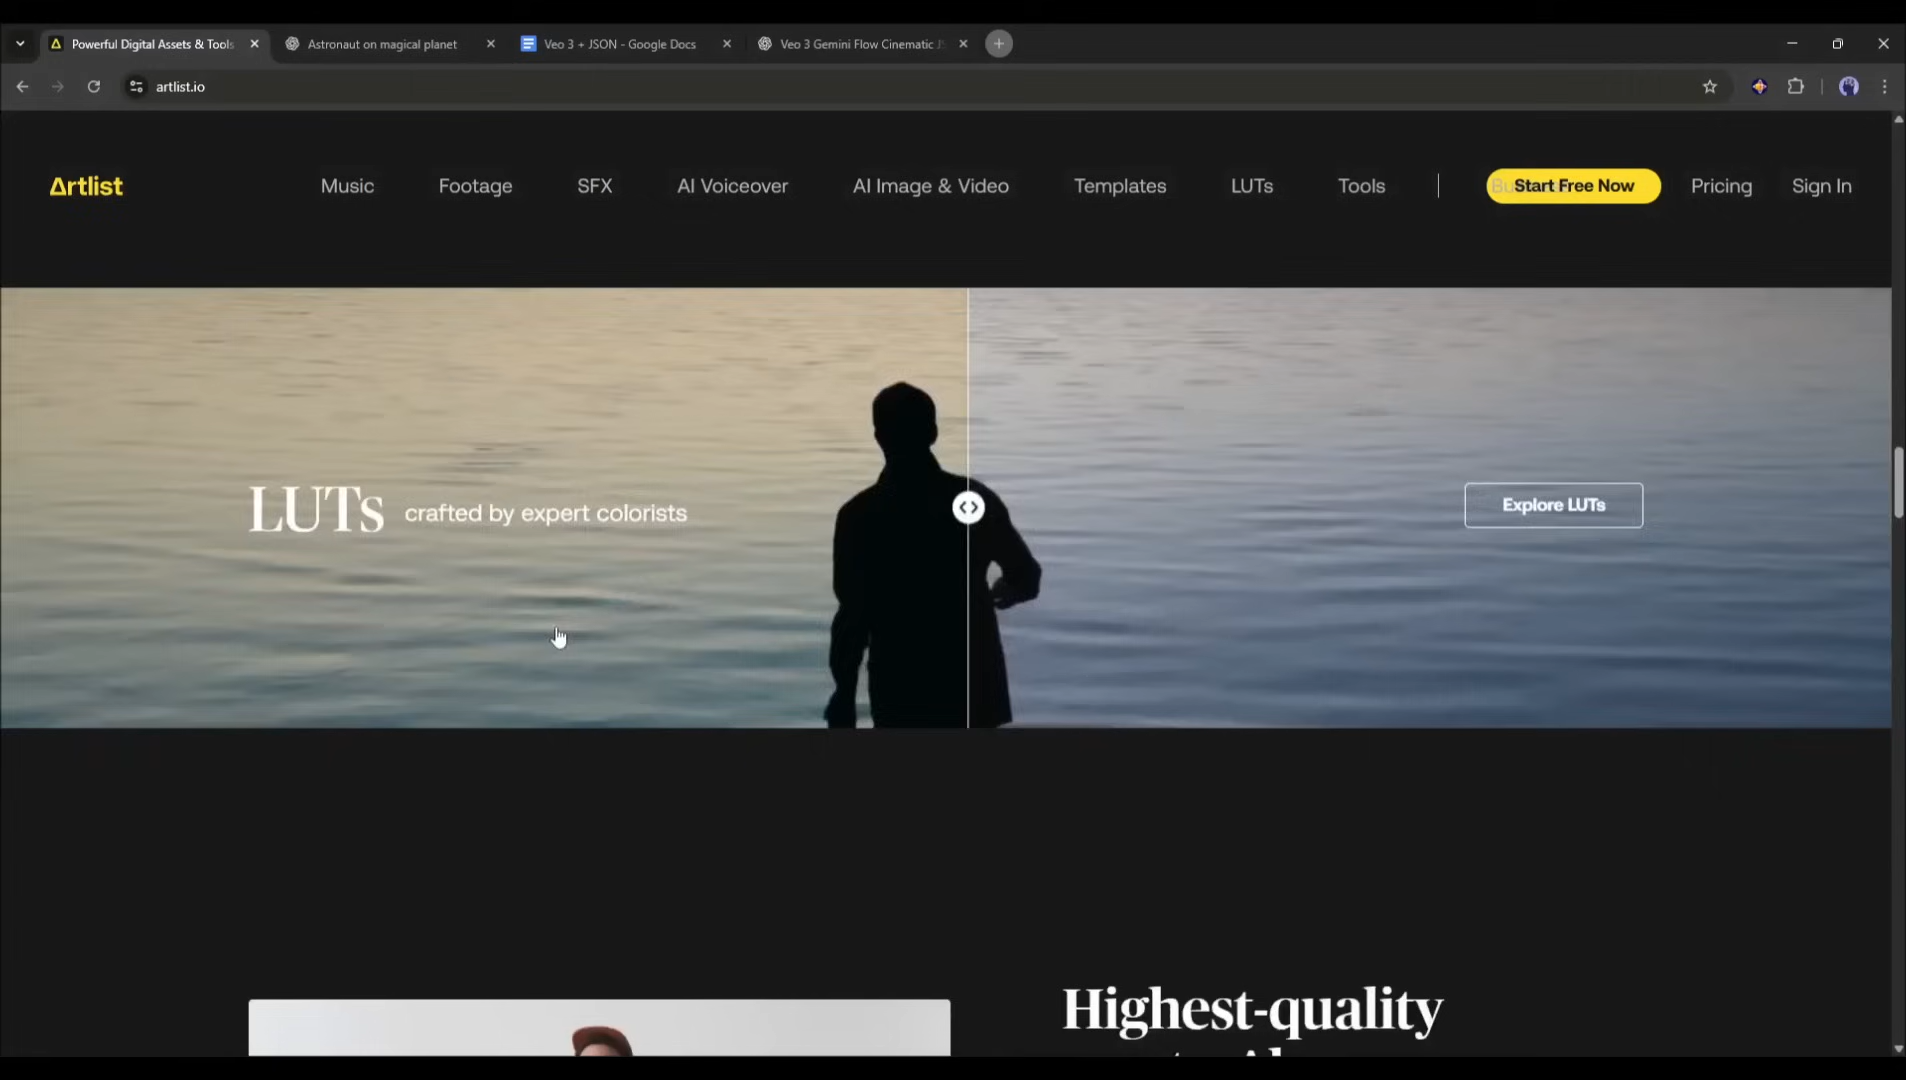 Powerful Digital Assets & Tools
Astronaut on magical planet
Veo 3 + JSON - Google Docs
Veo 3 Gemini Flow Cinematic
artlist.io
Artlist
Music
Footage
SFX
AI Voiceover
AI Image & Video
Templates
LUTs
Tools
Start Free Now
Pricing
Sign In
LUTs crafted by expert colorists
Explore LUTs
Highest-quality